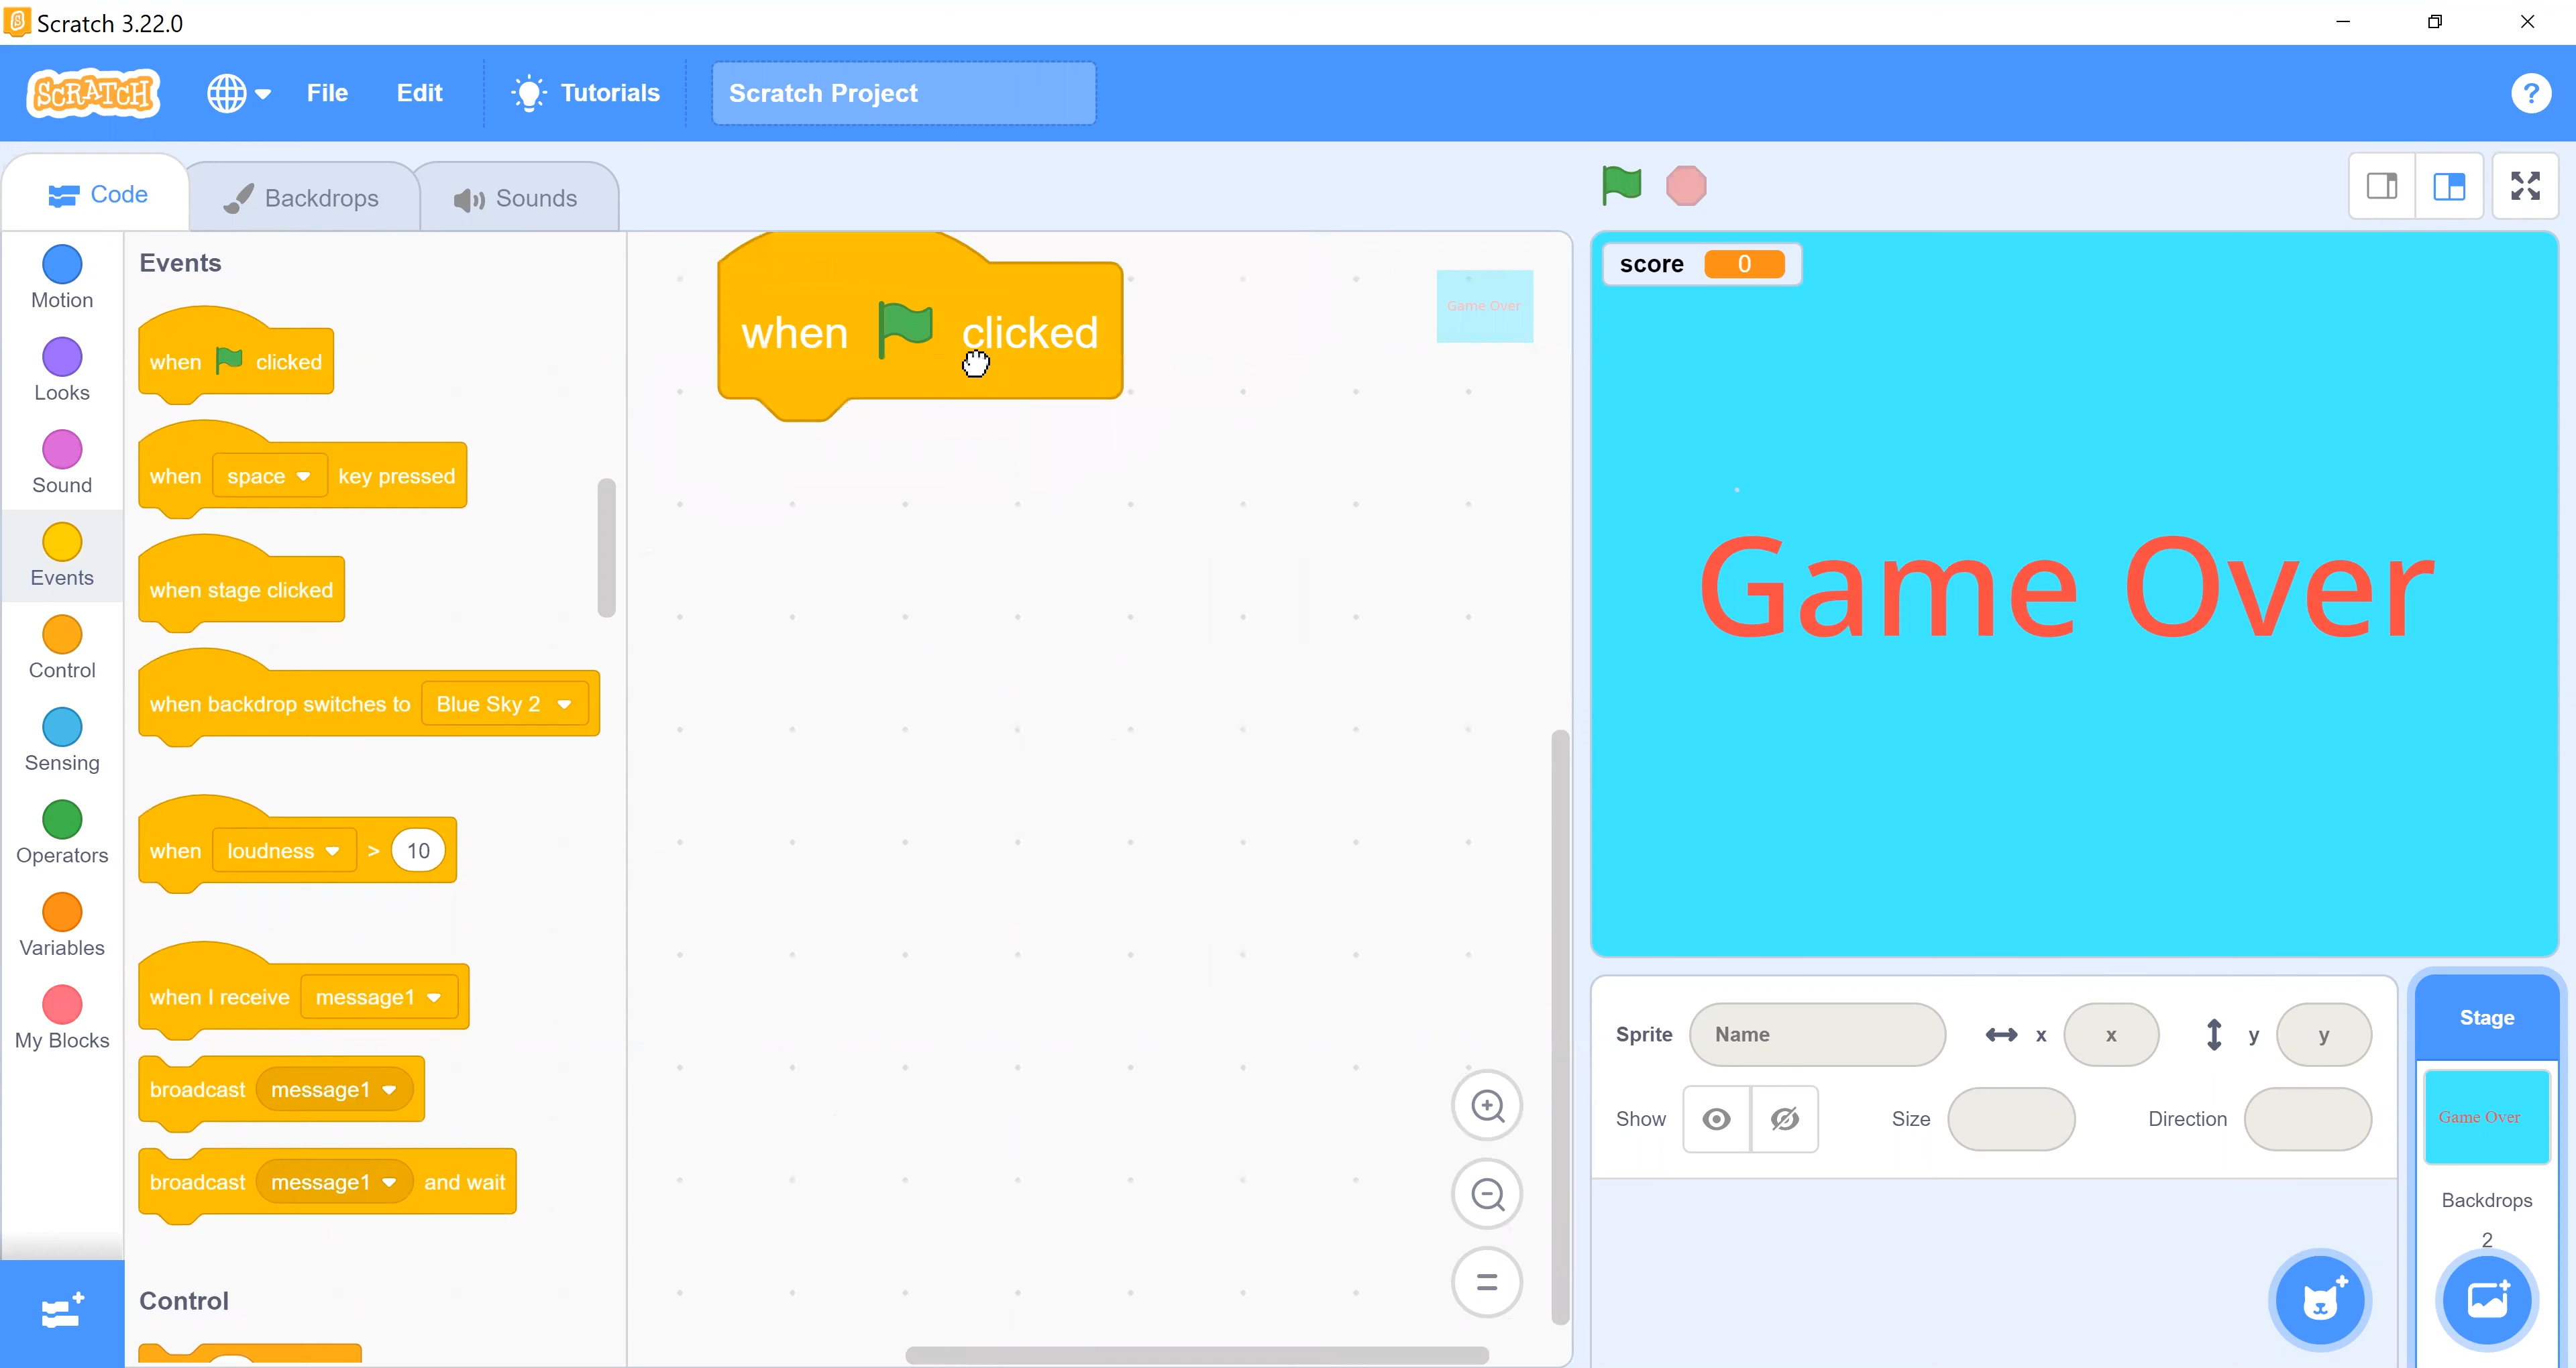 Scratch 3.22.0
SCRATCH
File
Edit
Tutorials
Scratch Project
?
Code
Backdrops
Sounds
Motion
Looks
Sound
Events
Control
Sensing
Operators
Variables
My Blocks
Events
when clicked
when space key pressed
when stage clicked
when backdrop switches to Blue Sky 2
when loudness > 10
when I receive message1
broadcast message1
broadcast message1 and wait
Control
when clicked
Game Over
score 0
Game Over
Sprite Name x x y y
Show Size Direction
Stage
Game Over
Backdrops
2